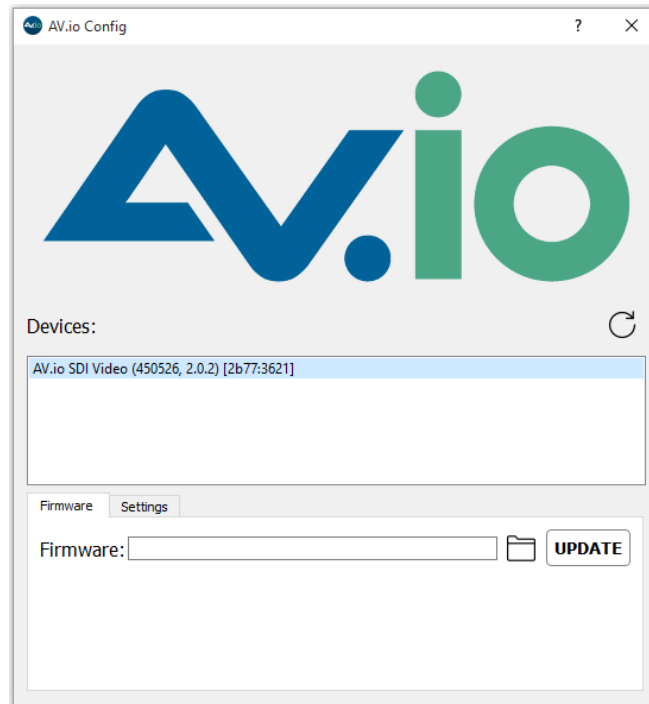 AV.io Config ?
AV.io
Devices:
AV.io SDI Video (450526, 2.0.2) [2b77:3621]
Firmware Settings
Firmware: UPDATE